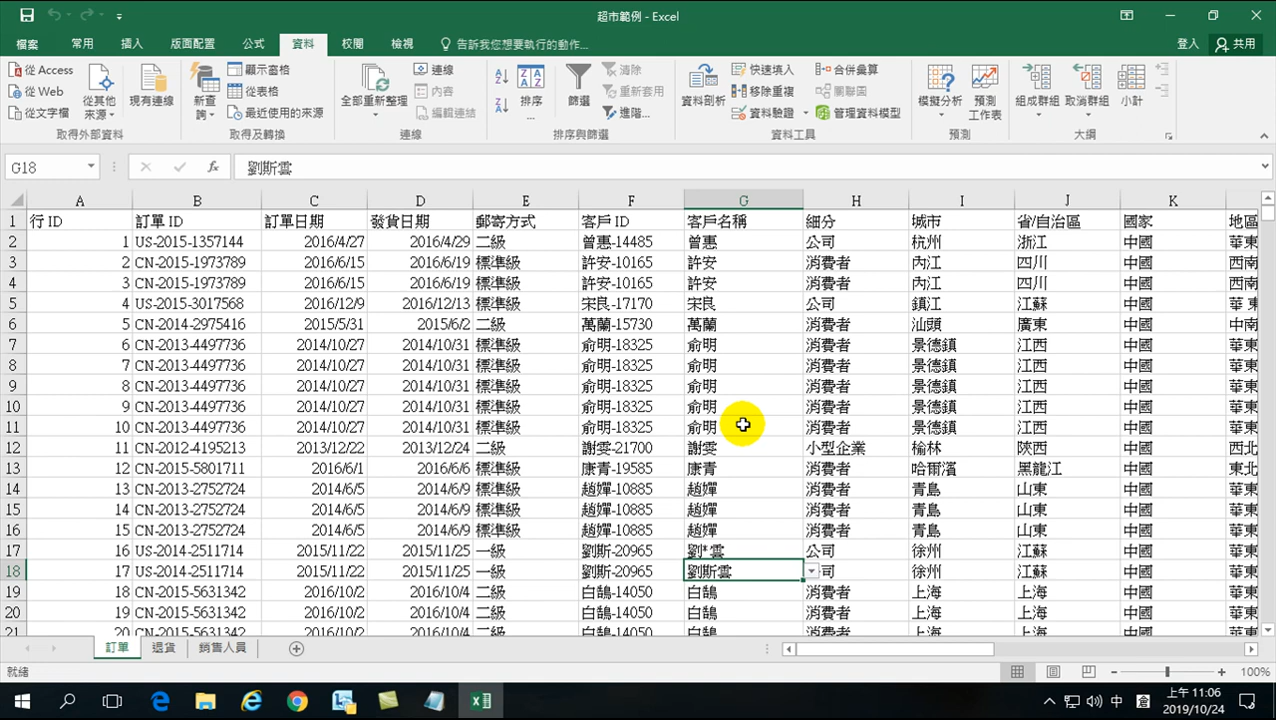 超市範例 - Excel
檔案 常用 插入 版面配置 公式 資料 校閱 檢視 告訴我您想要執行的動作... 登入 共用
從 Access
從 Web
從文字檔
從其他來源
現有連線
取得外部資料
新查詢
顯示窗格
從表格
最近使用的來源
取得及轉換
全部重新整理
連線
內容
編輯連結
連線
排序...
篩選
清除
重新套用
進階...
排序與篩選
資料剖析
快速填入
移除重複
資料驗證
合併彙算
關聯圖
管理資料模型
資料工具
模擬分析
預測工作表
預測
組成群組
取消群組
小計
大綱
G18 fx 劉斯雲
A B C D E F G H I J K
1 行 ID 訂單 ID 訂單日期 發貨日期 郵寄方式 客戶 ID 客戶名稱 細分 城市 省/自治區 國家 地區
2 1 US-2015-1357144 2016/4/27 2016/4/29 二級 曾惠-14485 曾惠 公司 杭州 浙江 中國 華東
3 2 CN-2015-1973789 2016/6/15 2016/6/19 標準級 許安-10165 許安 消費者 內江 四川 中國 西南
4 3 CN-2015-1973789 2016/6/15 2016/6/19 標準級 許安-10165 許安 消費者 內江 四川 中國 西南
5 4 US-2015-3017568 2016/12/9 2016/12/13 標準級 宋良-17170 宋良 公司 鎮江 江蘇 中國 華 東
6 5 CN-2014-2975416 2015/5/31 2015/6/2 二級 萬蘭-15730 萬蘭 消費者 汕頭 廣東 中國 中南
7 6 CN-2013-4497736 2014/10/27 2014/10/31 標準級 俞明-18325 俞明 消費者 景德鎮 江西 中國 華東
8 7 CN-2013-4497736 2014/10/27 2014/10/31 標準級 俞明-18325 俞明 消費者 景德鎮 江西 中國 華東
9 8 CN-2013-4497736 2014/10/27 2014/10/31 標準級 俞明-18325 俞明 消費者 景德鎮 江西 中國 華東
10 9 CN-2013-4497736 2014/10/27 2014/10/31 標準級 俞明-18325 俞明 消費者 景德鎮 江西 中國 華東
11 10 CN-2013-4497736 2014/10/27 2014/10/31 標準級 俞明-18325 俞明 消費者 景德鎮 江西 中國 華東
12 11 CN-2012-4195213 2013/12/22 2013/12/24 二級 謝雯-21700 謝雯 小型企業 榆林 陝西 中國 西北
13 12 CN-2015-5801711 2016/6/1 2016/6/6 標準級 康青-19585 康青 消費者 哈爾濱 黑龍江 中國 東北
14 13 CN-2013-2752724 2014/6/5 2014/6/9 標準級 趙嬋-10885 趙嬋 消費者 青島 山東 中國 華東
15 14 CN-2013-2752724 2014/6/5 2014/6/9 標準級 趙嬋-10885 趙嬋 消費者 青島 山東 中國 華東
16 15 CN-2013-2752724 2014/6/5 2014/6/9 標準級 趙嬋-10885 趙嬋 消費者 青島 山東 中國 華東
17 16 US-2014-2511714 2015/11/22 2015/11/25 一級 劉斯-20965 劉*雲 公司 徐州 江蘇 中國 華東
18 17 US-2014-2511714 2015/11/22 2015/11/25 一級 劉斯-20965 劉斯雲 司 徐州 江蘇 中國 華東
19 18 CN-2015-5631342 2016/10/2 2016/10/4 二級 白鵠-14050 白鵠 消費者 上海 上海 中國 華東
20 19 CN-2015-5631342 2016/10/2 2016/10/4 二級 白鵠-14050 白鵠 消費者 上海 上海 中國 華東
21 20 CN-2015-5631342 2016/10/2 2016/10/4 二級 白鵠-14050 白鵠 消費者 上海 上海 中國 華東
訂單 退貨 銷售人員
就緒 100%
中 倉 上午 11:06
2019/10/24